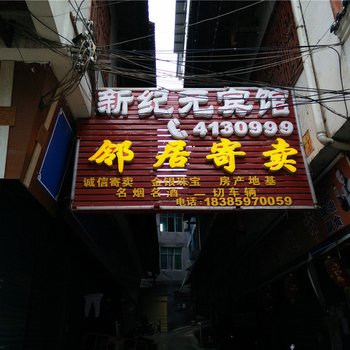 新纪元宾馆
4130999
邻居寄卖
诚信寄卖 金银珠宝 房产地基
名烟名酒 切车辆
电话：18385970059